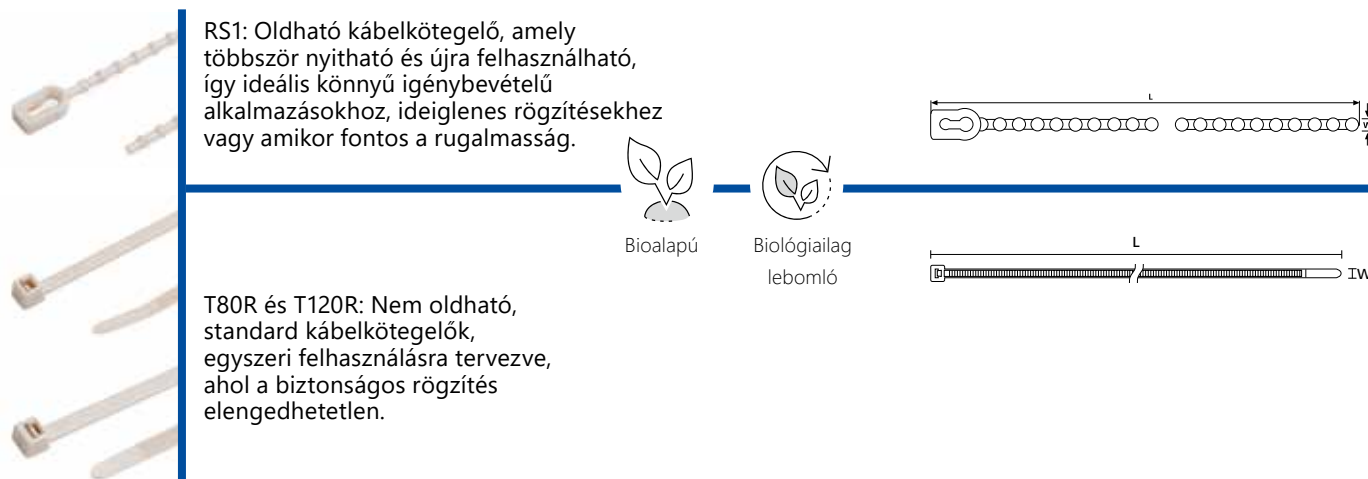 RS1: Oldható kábelkötegelő, amely
többször nyitható és újra felhasználható,
így ideális könnyű igénybevételű
alkalmazásokhoz, ideiglenes rögzítésekhez
vagy amikor fontos a rugalmasság.
L
W
Bioalapú
Biológiailag
lebomló
L
W
T80R és T120R: Nem oldható,
standard kábelkötegelők,
egyszeri felhasználásra tervezve,
ahol a biztonságos rögzítés
elengedhetetlen.